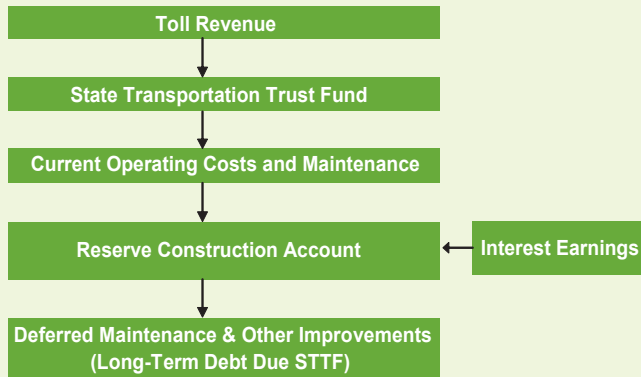 Toll Revenue
State Transportation Trust Fund
Current Operating Costs and Maintenance
Reserve Construction Account
Interest Earnings
Deferred Maintenance & Other Improvements
(Long-Term Debt Due STTF)